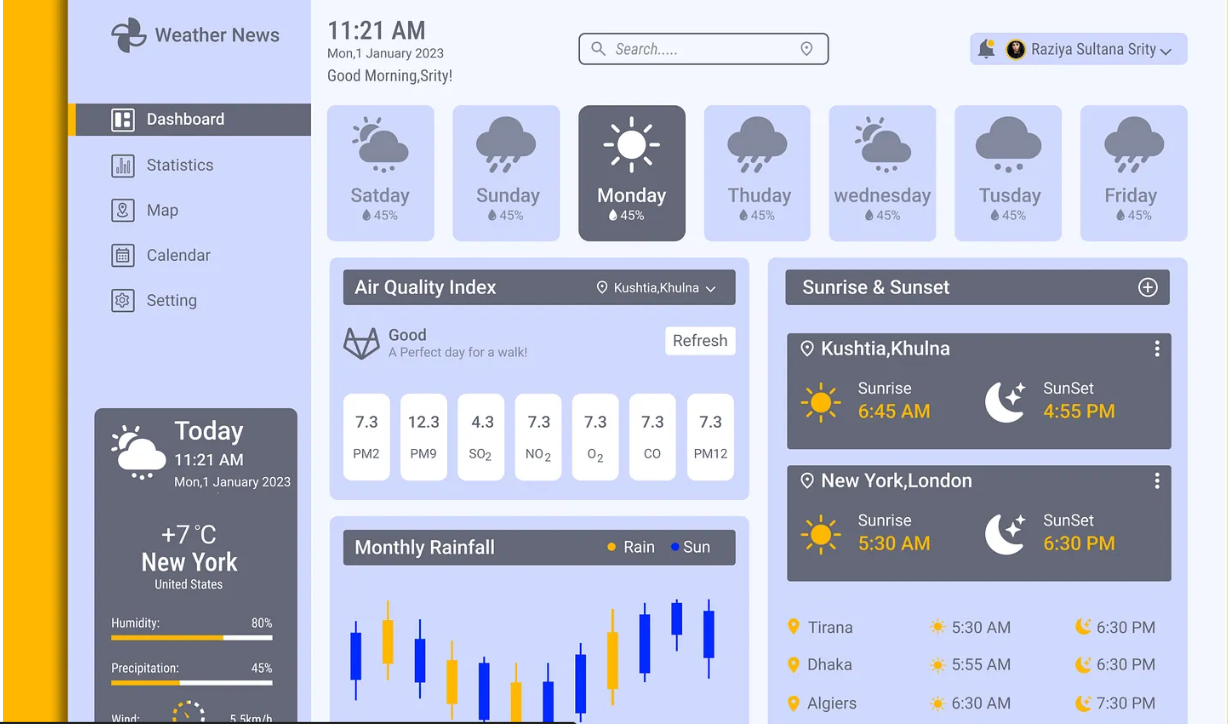 Weather News
Dashboard
Statistics
Map
Calendar
Setting
Today
11:21 AM
Mon,1 January 2023
+7 °C
New York
United States
Humidity: 80%
Precipitation: 45%
Wind: 5.5km/h
11:21 AM
Mon,1 January 2023
Good Morning,Srity!
Search.....
Raziya Sultana Srity
Satday
45%
Sunday
45%
Monday
45%
Thuday
45%
wednesday
45%
Tusday
45%
Friday
45%
Air Quality Index Kushtia,Khulna
Good
A Perfect day for a walk!
Refresh
7.3 12.3 4.3 7.3 7.3 7.3 7.3
PM2 PM9 SO2 NO2 O2 CO PM12
Monthly Rainfall Rain Sun
Sunrise & Sunset
Kushtia,Khulna
Sunrise SunSet
6:45 AM 4:55 PM
New York,London
Sunrise SunSet
5:30 AM 6:30 PM
Tirana 5:30 AM 6:30 PM
Dhaka 5:55 AM 6:30 PM
Algiers 6:30 AM 7:30 PM